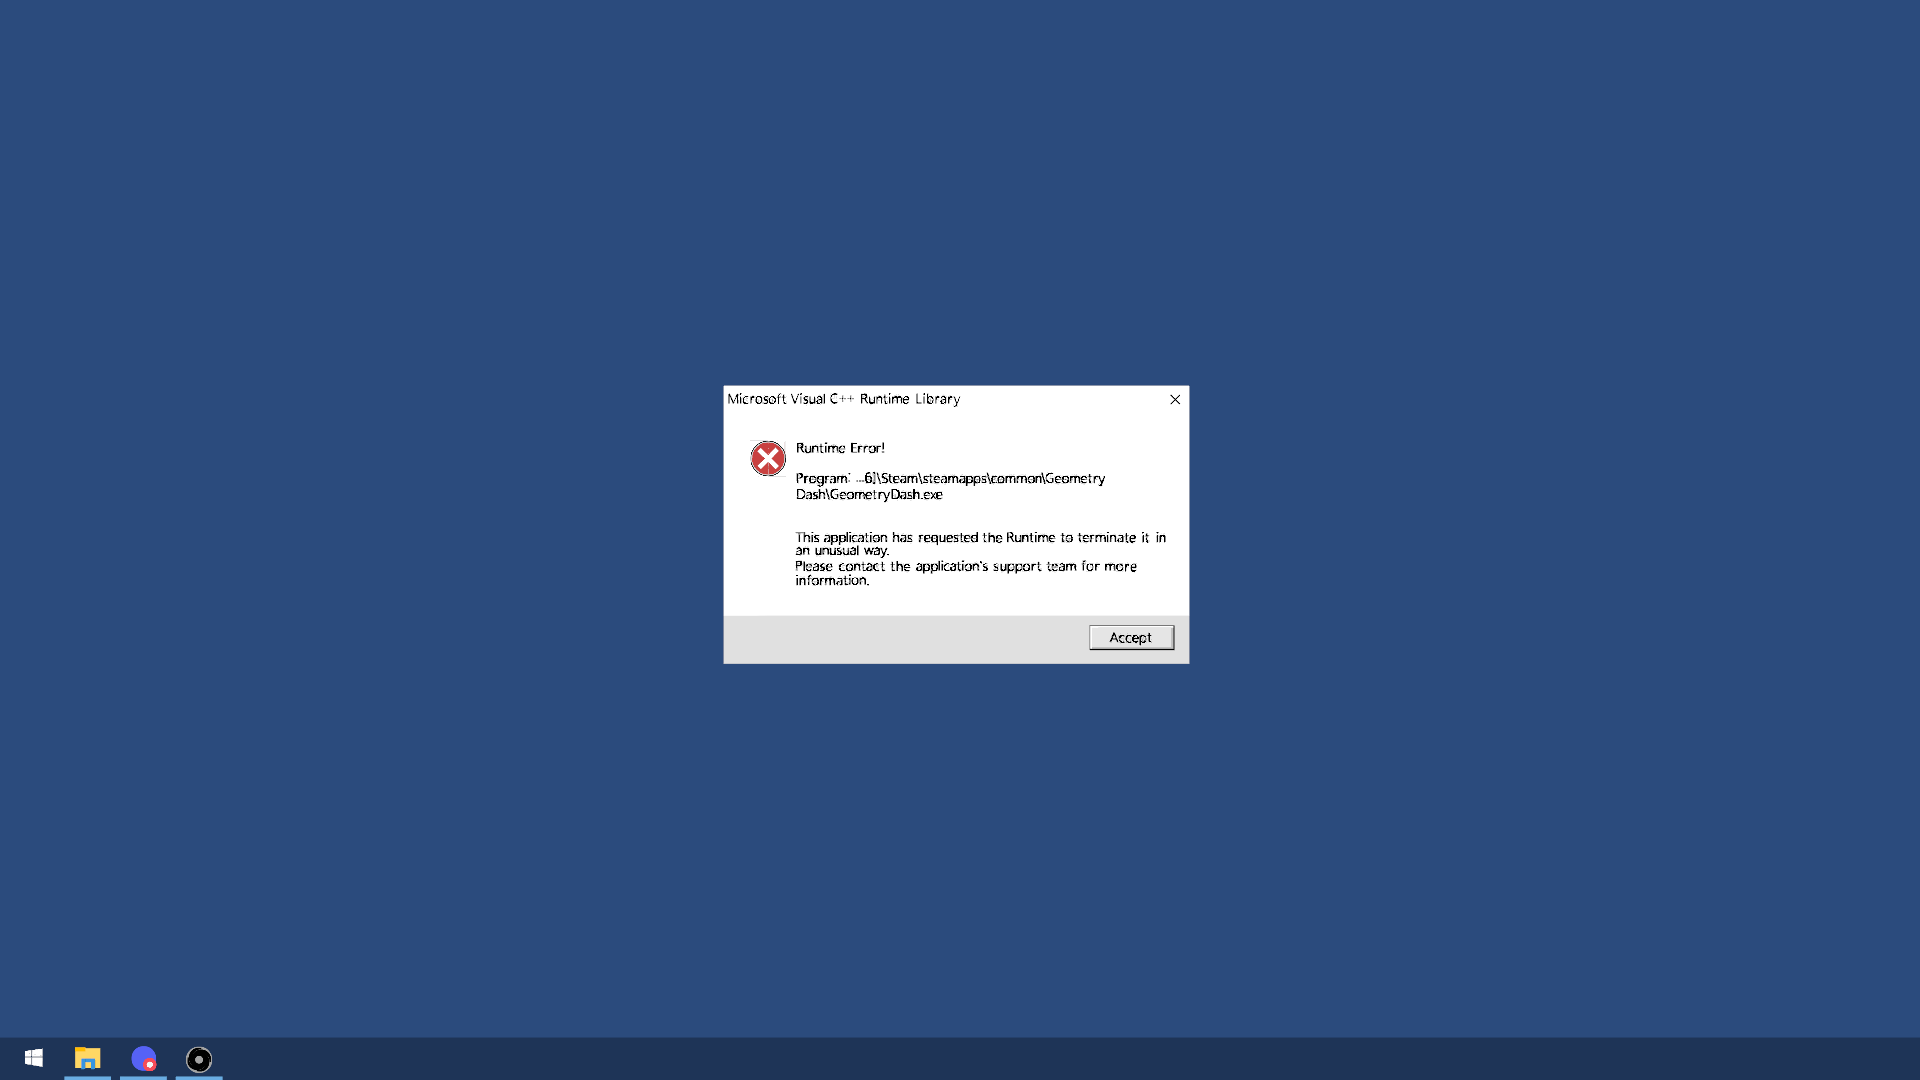 Microsoft Visual C++ Runtime Library
Runtime Error!
Program: ...6]\Steam\steamapps\common\Geometry
Dash\GeometryDash.exe
This application has requested the Runtime to terminate it in
an unusual way.
Please contact the application's support team for more
information.
Accept